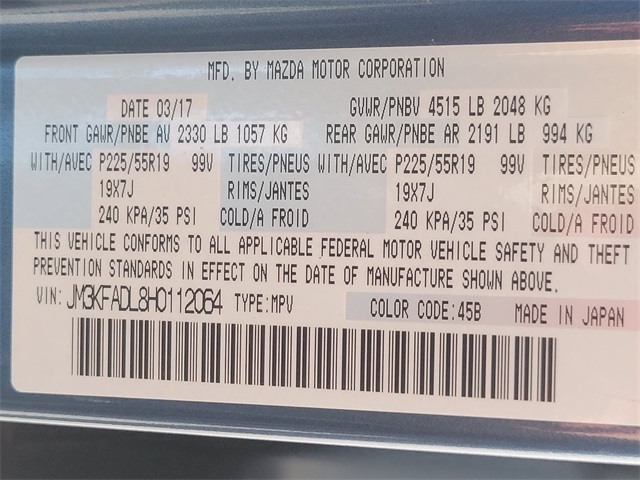 MFD. BY MAZDA MOTOR CORPORATION
DATE 03/17 GVWR/PNBV 4515 LB 2048 KG
FRONT GAWR/PNBE AV 2330 LB 1057 KG REAR GAWR/PNBE AR 2191 LB 994 KG
WITH/AVEC P225/55R19 99V TIRES/PNEUS WITH/AVEC P225/55R19 99V TIRES/PNEUS
19X7J RIMS/JANTES 19X7J RIMS/JANTES
240 KPA/35 PSI COLD/A FROID 240 KPA/35 PSI COLD/A FROID
THIS VEHICLE CONFORMS TO ALL APPLICABLE FEDERAL MOTOR VEHICLE SAFETY AND THEFT
PREVENTION STANDARDS IN EFFECT ON THE DATE OF MANUFACTURE SHOWN ABOVE.
VIN: JM3KFADL8H0112064 TYPE:MPV COLOR CODE:45B MADE IN JAPAN